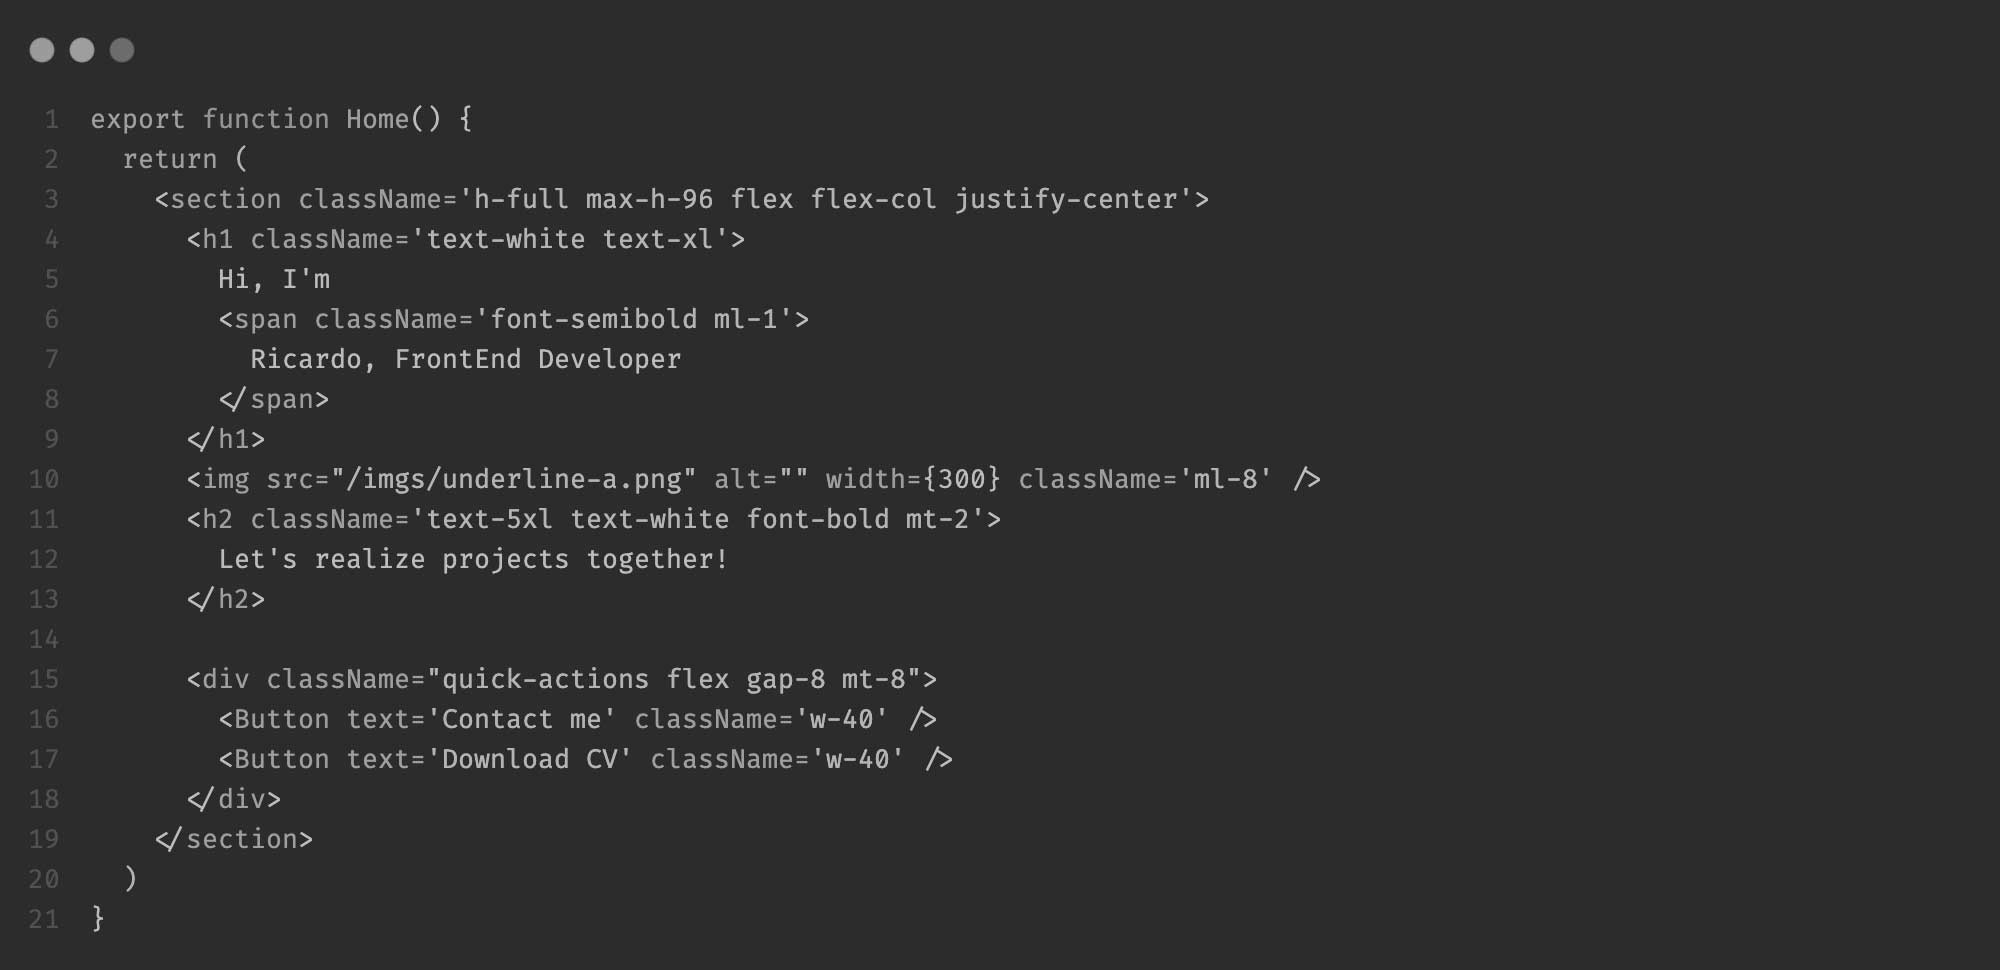 1 export function Home() {
2   return (
3     <section className='h-full max-h-96 flex flex-col justify-center'>
4       <h1 className='text-white text-xl'>
5         Hi, I'm
6         <span className='font-semibold ml-1'>
7           Ricardo, FrontEnd Developer
8         </span>
9       </h1>
10       <img src="/imgs/underline-a.png" alt="" width={300} className='ml-8' />
11       <h2 className='text-5xl text-white font-bold mt-2'>
12         Let's realize projects together!
13       </h2>
14
15       <div className="quick-actions flex gap-8 mt-8">
16         <Button text='Contact me' className='w-40' />
17         <Button text='Download CV' className='w-40' />
18       </div>
19     </section>
20   )
21 }